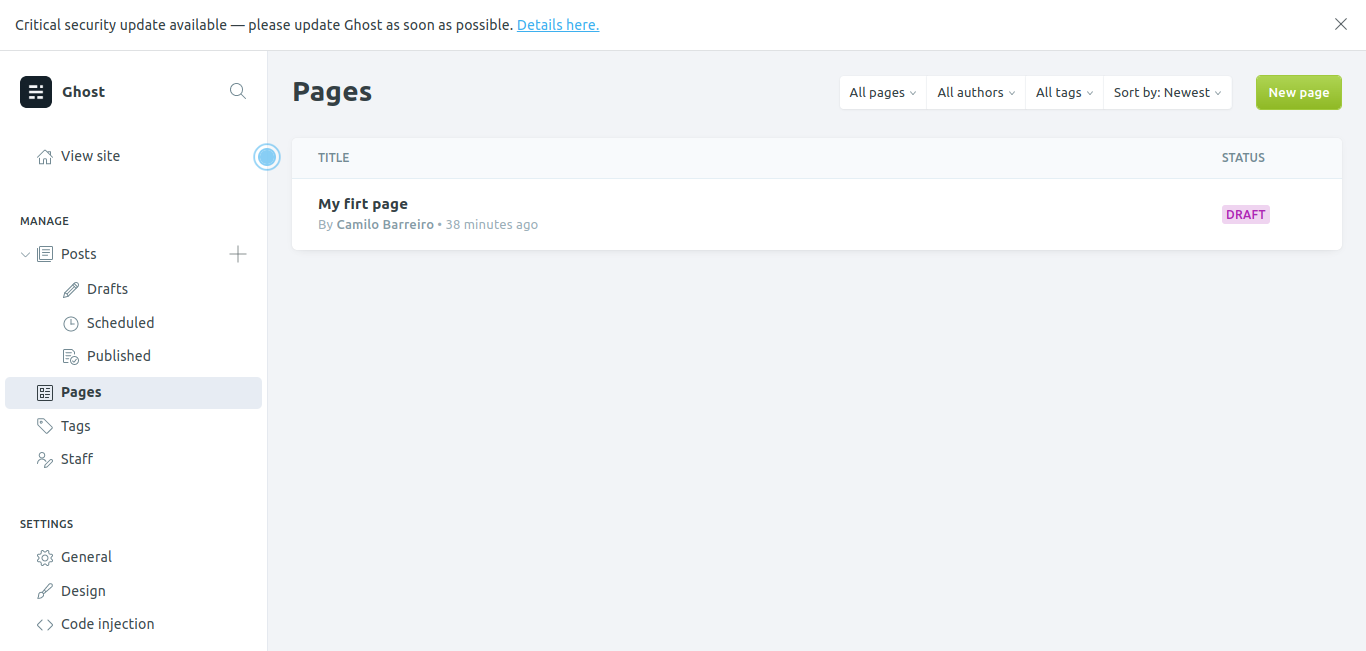 Critical security update available — please update Ghost as soon as possible. Details here.
Ghost
View site
MANAGE
Posts
Drafts
Scheduled
Published
Pages
Tags
Staff
SETTINGS
General
Design
Code injection
Pages
All pages
All authors
All tags
Sort by: Newest
New page
TITLE
STATUS
My firt page
By Camilo Barreiro • 38 minutes ago
DRAFT